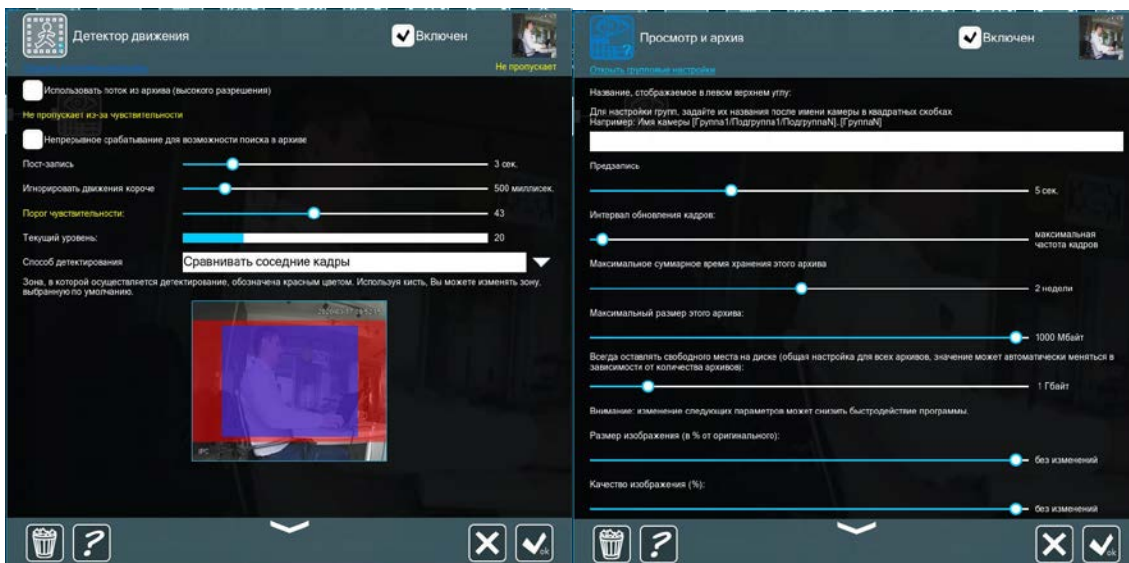 Детектор движения
Включен
Не пропускает
Использовать поток из архива (высокого разрешения)
Не пропускает из-за чувствительности
Непрерывное срабатывание для возможности поиска в архиве
Пост-запись
3 сек.
Игнорировать движения короче
500 миллисек.
Порог чувствительности:
43
Текущий уровень:
20
Способ детектирования
Сравнивать соседние кадры
Зона, в которой осуществляется детектирование, обозначена красным цветом. Используя кисть, Вы можете изменять зону,
выбранную по умолчанию.
IPC
ok
Просмотр и архив
Включен
Открыть групповые настройки
Название, отображаемое в левом верхнем углу:
Для настройки групп, задайте их названия после имени камеры в квадратных скобках
Например: Имя камеры [Группа1/Подгруппа1/ПодгруппаN]..[ГруппаN]
Предзапись
5 сек.
Интервал обновления кадров:
максимальная
частота кадров
Максимальное суммарное время хранения этого архива
2 недели
Максимальный размер этого архива:
1000 Мбайт
Всегда оставлять свободного места на диске (общая настройка для всех архивов, значение может автоматически меняться в
зависимости от количества архивов):
1 Гбайт
Внимание: изменение следующих параметров может снизить быстродействие программы.
Размер изображения (в % от оригинального):
без изменений
Качество изображения (%):
без изменений
ok